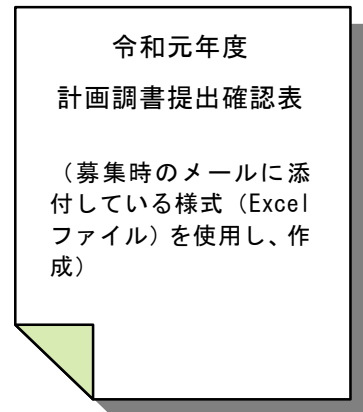 令和元年度
計画調書提出確認表
（募集時のメールに添
付している様式（Excel
ファイル）を使用し、作
成）